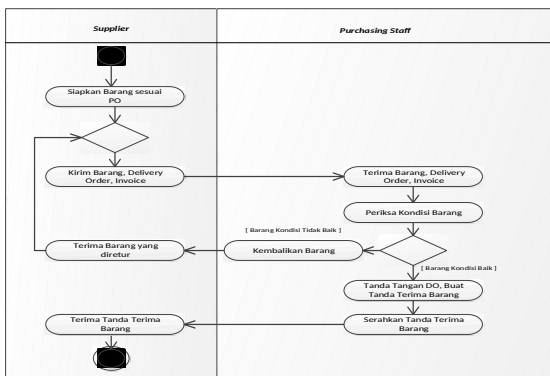 Supplier
Purchasing Staff
Siapkan Barang sesuai
PO
Kirim Barang, Delivery
Order, Invoice
Terima Barang, Delivery
Order, Invoice
Periksa Kondisi Barang
[ Barang Kondisi Tidak Baik ]
Terima Barang yang
diretur
Kembalikan Barang
[ Barang Kondisi Baik ]
Tanda Tangan DO, Buat
Tanda Terima Barang
Terima Tanda Terima
Barang
Serahkan Tanda Terima
Barang